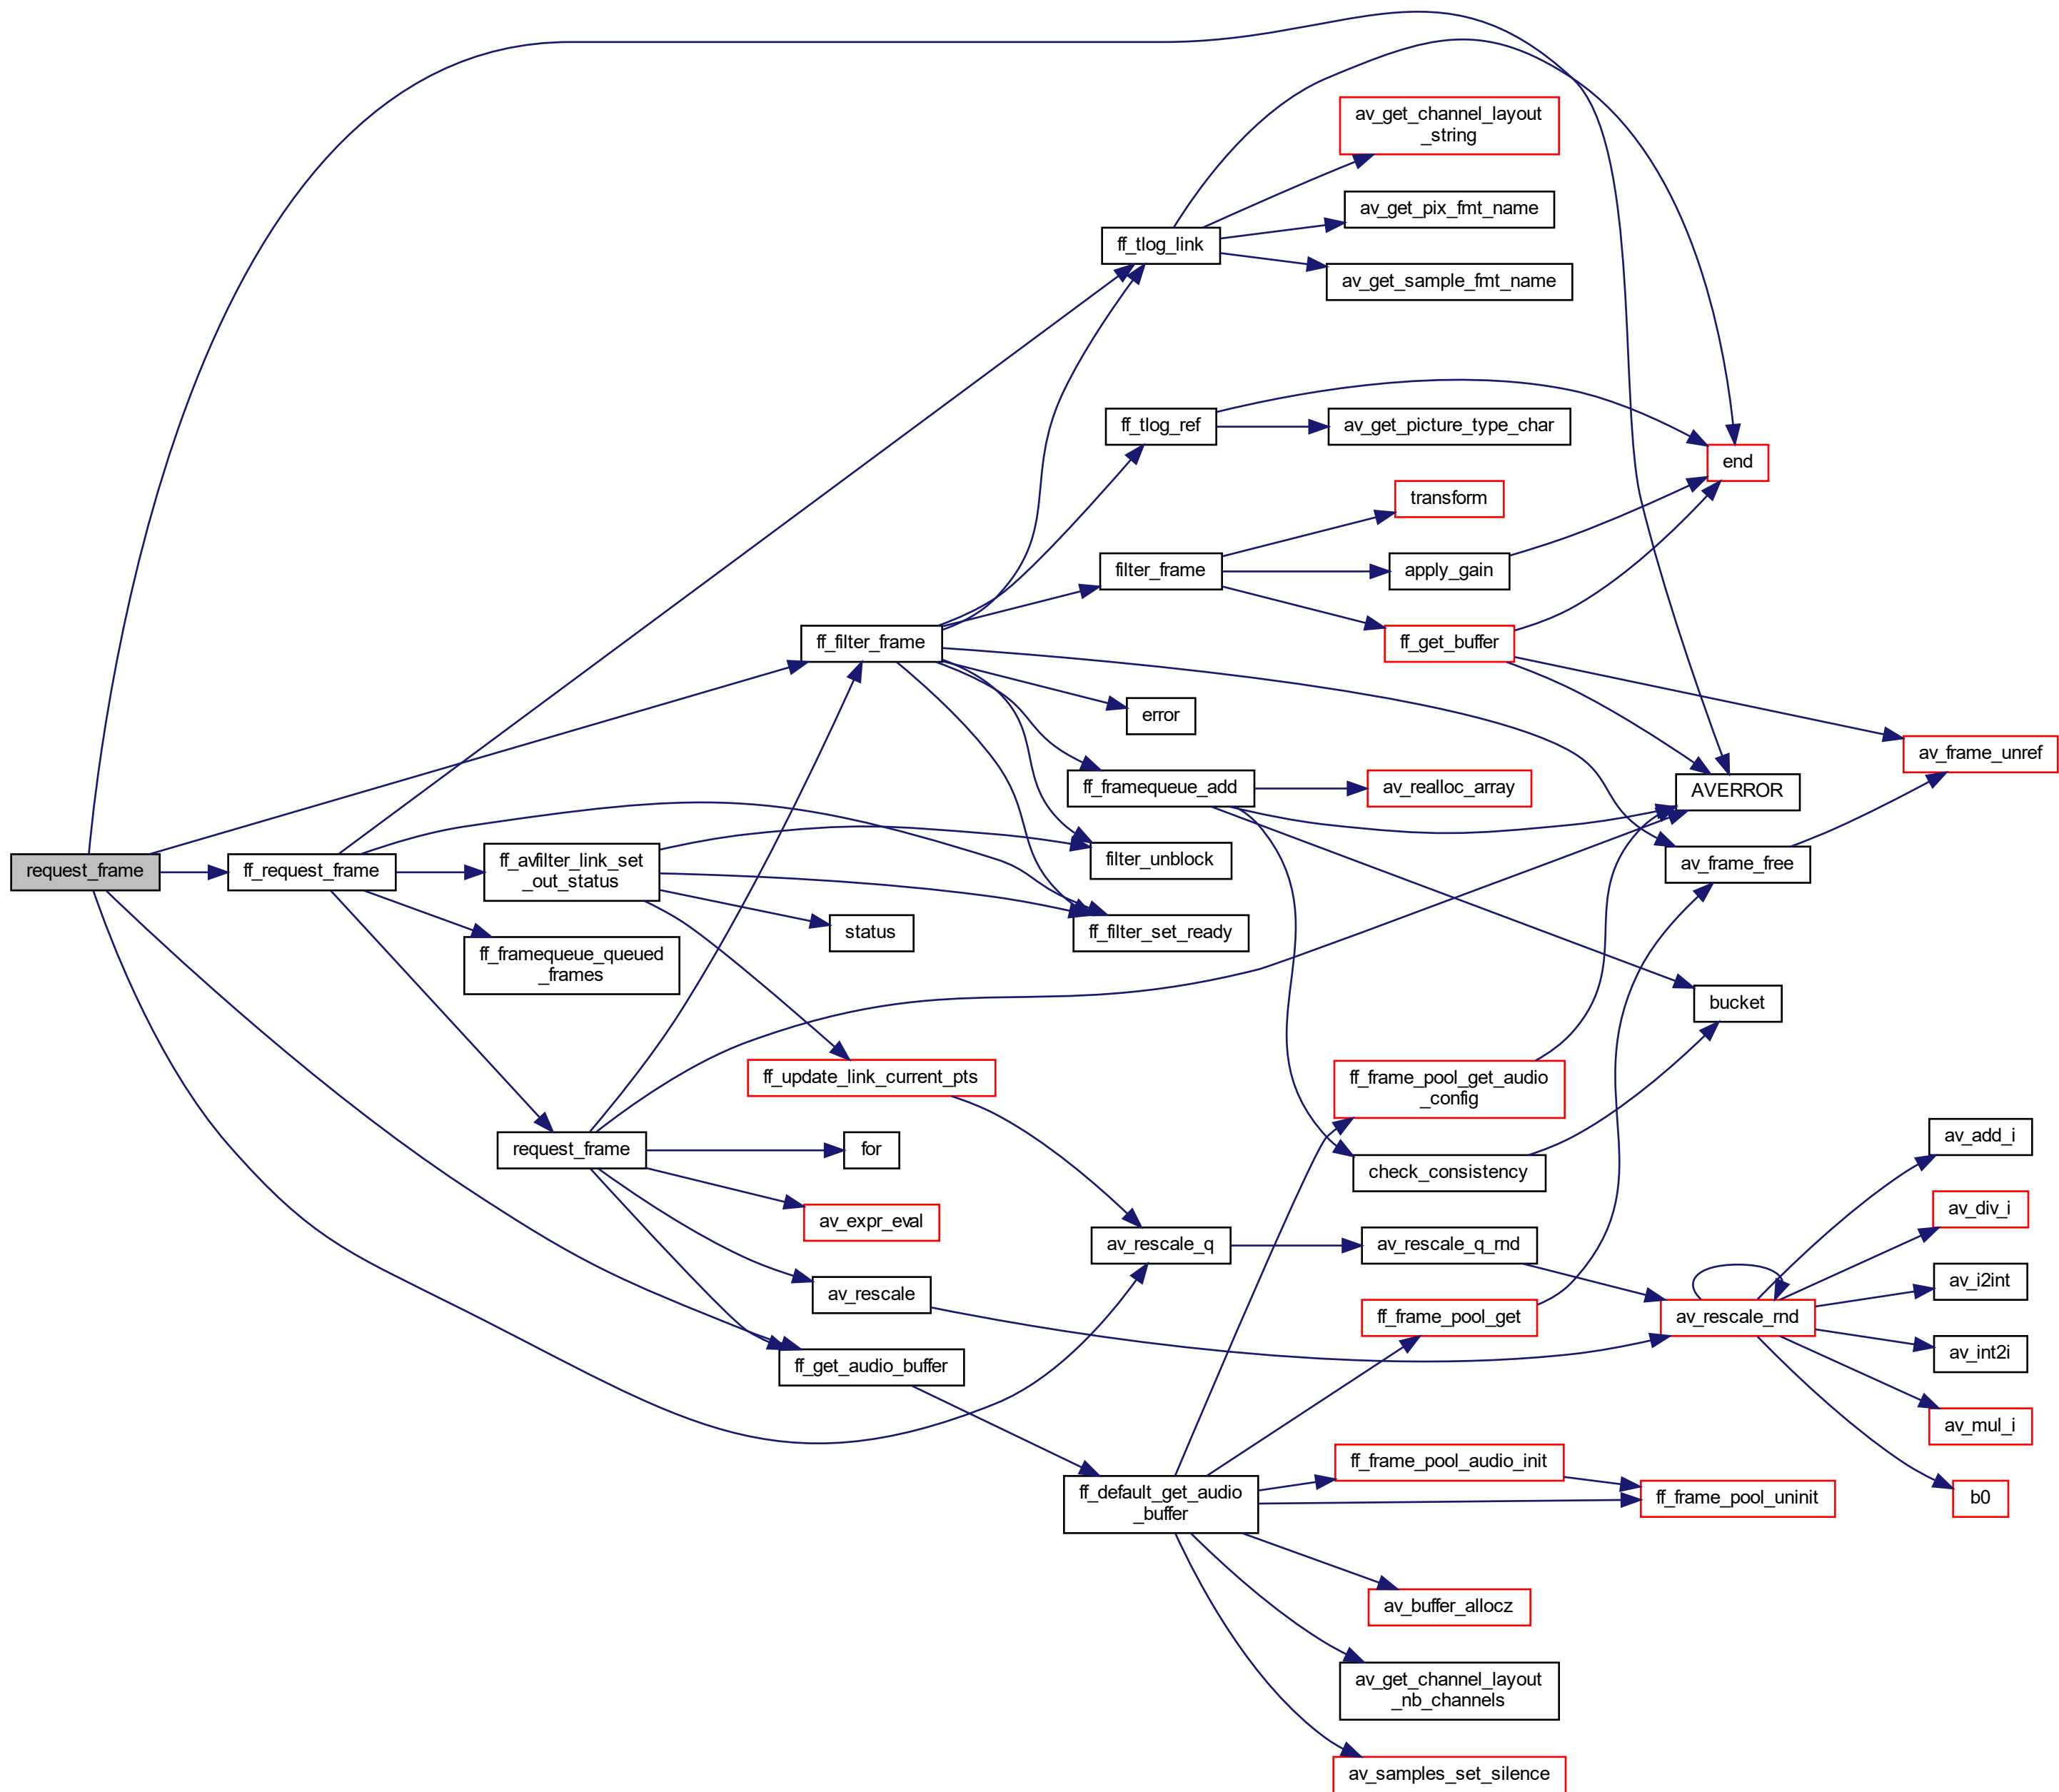 av_get_channel_layout
_string
av_get_pix_fmt_name
ff_tlog_link
av_get_sample_fmt_name
ff_tlog_ref
av_get_picture_type_char
end
transform
filter_frame
apply_gain
ff_filter_frame
ff_get_buffer
error
av_frame_unref
ff_framequeue_add
av_realloc_array
AVERROR
request_frame
ff_request_frame
ff_avfilter_link_set
_out_status
filter_unblock
av_frame_free
status
ff_filter_set_ready
ff_framequeue_queued
_frames
bucket
ff_update_link_current_pts
ff_frame_pool_get_audio
_config
request_frame
for
check_consistency
av_add_i
av_expr_eval
av_rescale_q
av_rescale_q_rnd
av_div_i
av_rescale
ff_frame_pool_get
av_rescale_rnd
av_i2int
ff_get_audio_buffer
av_int2i
av_mul_i
ff_default_get_audio
_buffer
ff_frame_pool_audio_init
ff_frame_pool_uninit
b0
av_buffer_allocz
av_get_channel_layout
_nb_channels
av_samples_set_silence